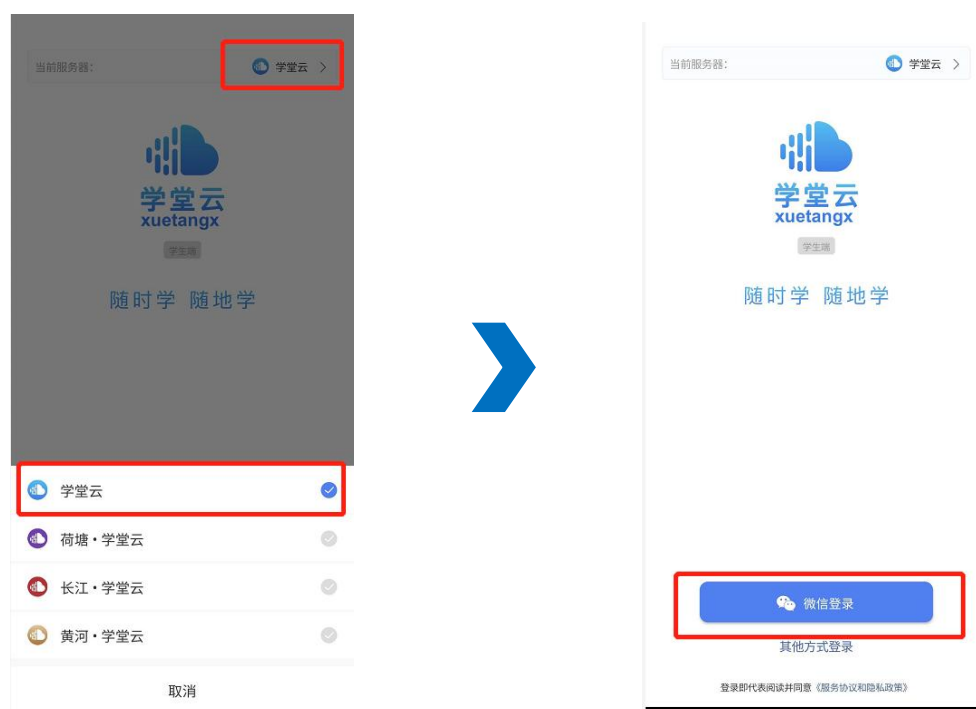 当前服务器:
学堂云
学堂云
xuetangx
学生端
随时学 随地学
学堂云
荷塘·学堂云
长江·学堂云
黄河·学堂云
取消
当前服务器:
学堂云
学堂云
xuetangx
学生端
随时学 随地学
微信登录
其他方式登录
登录即代表阅读并同意《服务协议和隐私政策》